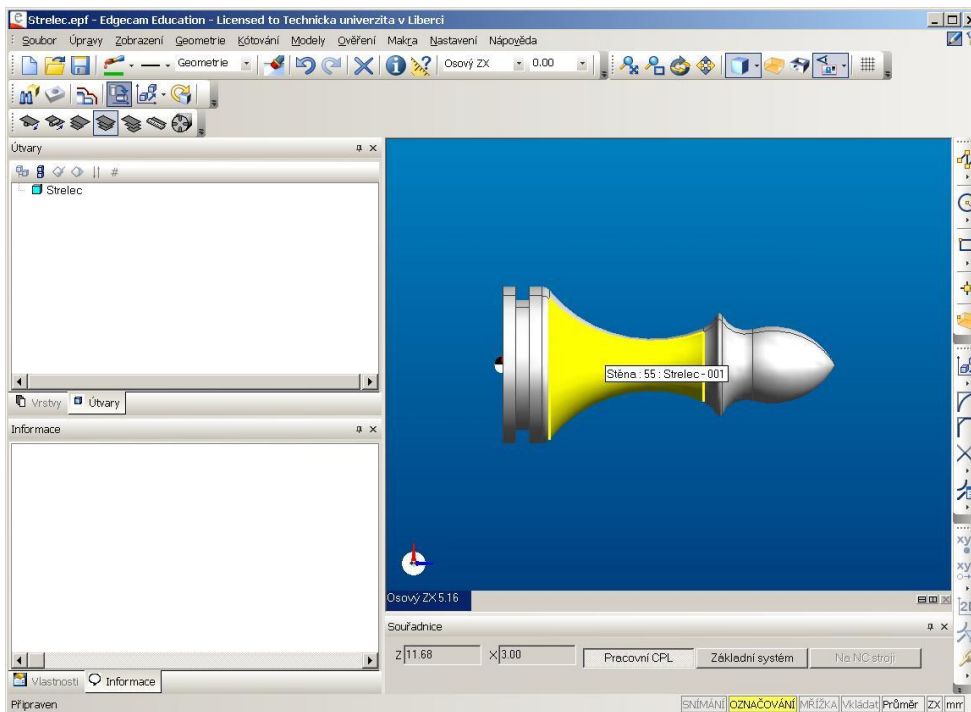 Strelec.epf - Edgecam Education - Licensed to Technicka univerzita v Liberci
Soubor Úpravy Zobrazení Geometrie Kótování Modely Ověření Makra Nastavení Nápověda
Geometrie Osový ZX 0.00
Útvary
Strelec
Vrstvy Útvary
Informace
Vlastnosti Informace
Stěna : 55 : Strelec - 001
Osový ZX 5.16
Souřadnice
Z 11.68 X 3.00 Pracovní CPL Základní systém Na NC stroji
Připraven SNÍMÁNÍ OZNAČOVÁNÍ MŘÍŽKA Vkládat Průměr ZX mm
xy
xy